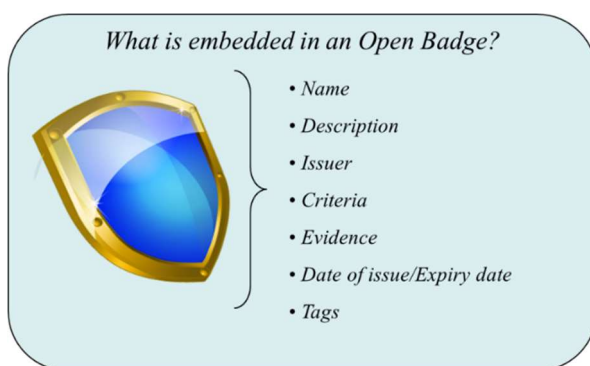 What is embedded in an Open Badge?
• Name
• Description
• Issuer
• Criteria
• Evidence
• Date of issue/Expiry date
• Tags